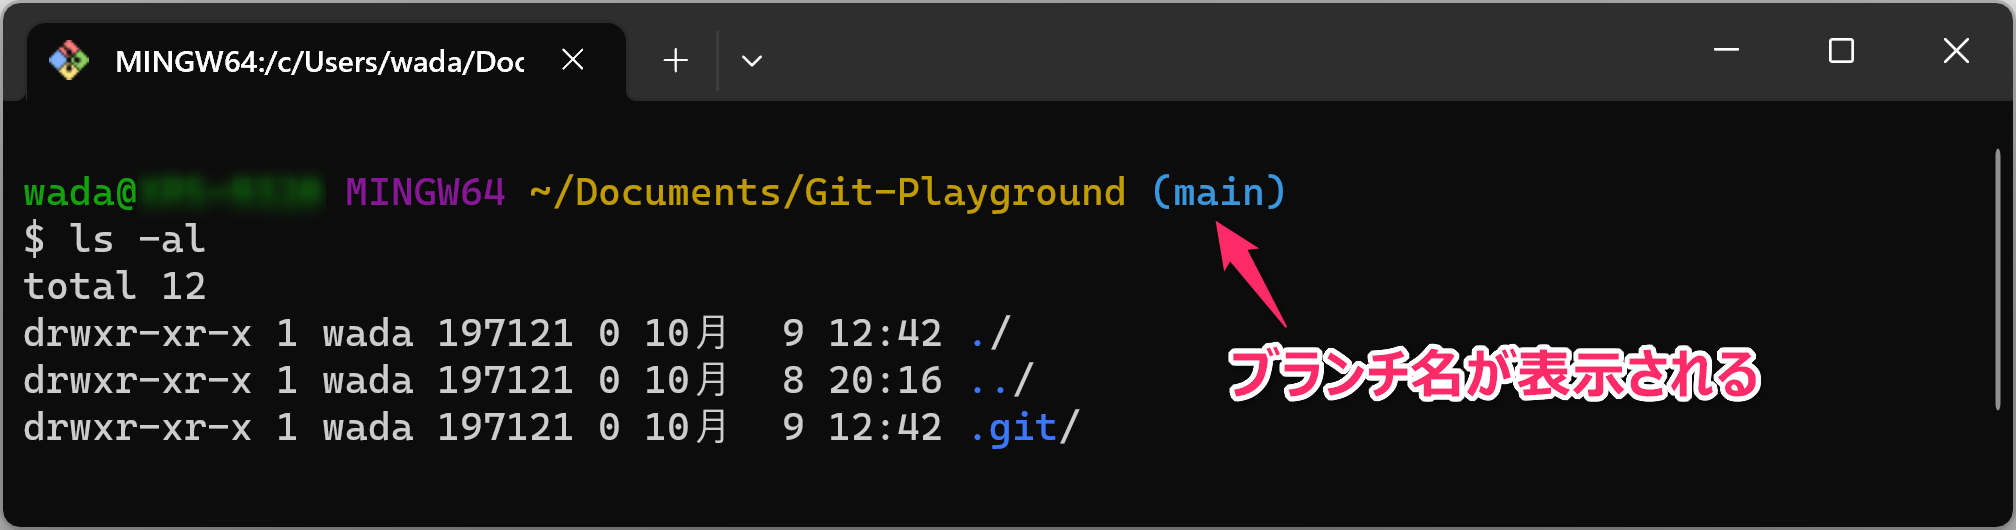 MINGW64:/c/Users/wada/Doc
wada@ MINGW64 ~/Documents/Git-Playground (main)
$ ls -al
total 12
drwxr-xr-x 1 wada 197121 0 10月  9 12:42 ./
drwxr-xr-x 1 wada 197121 0 10月  8 20:16 ../
drwxr-xr-x 1 wada 197121 0 10月  9 12:42 .git/
ブランチ名が表示される